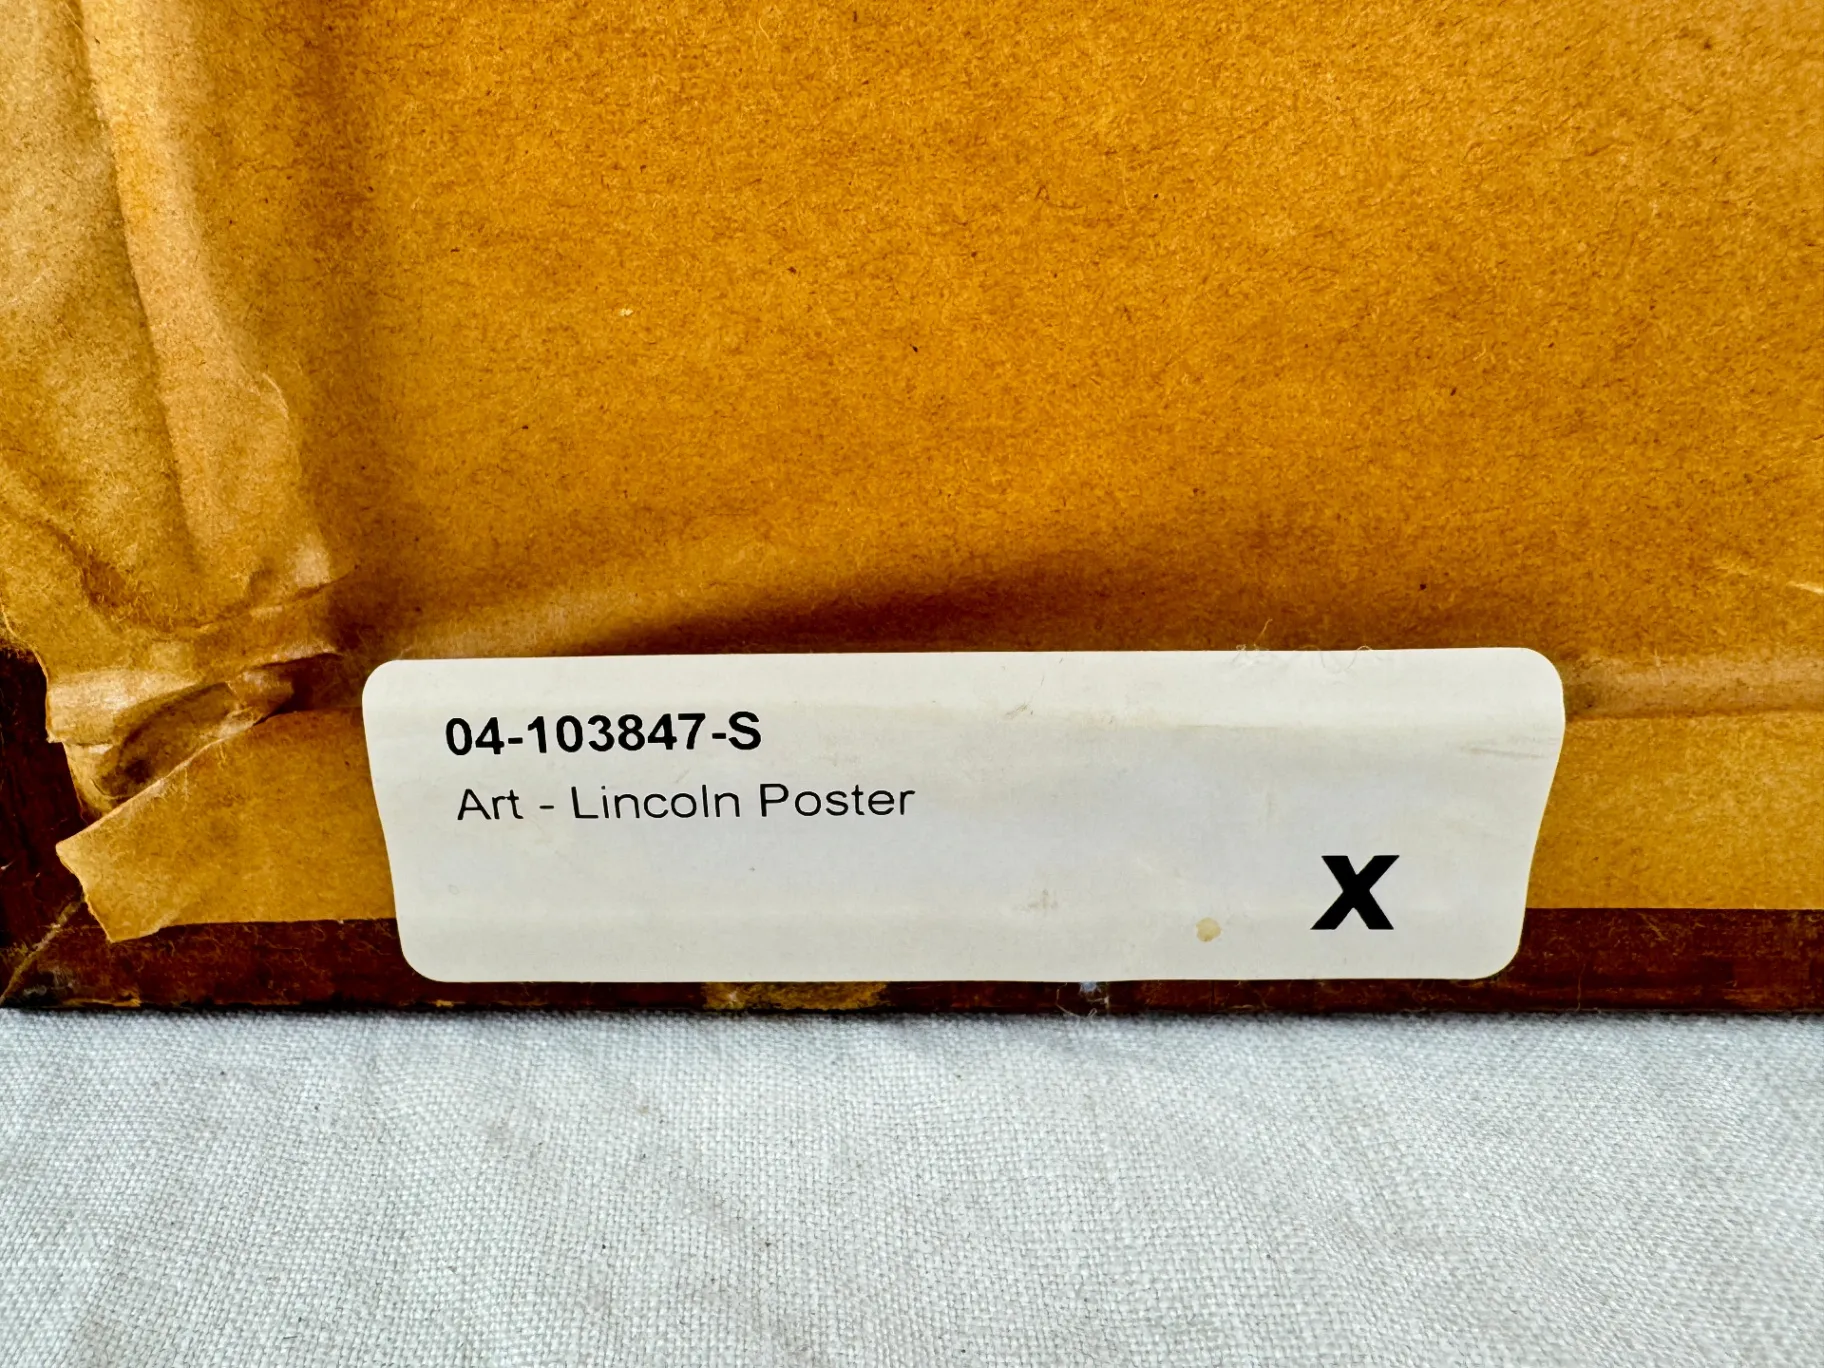 04-103847-S
Art - Lincoln Poster
X